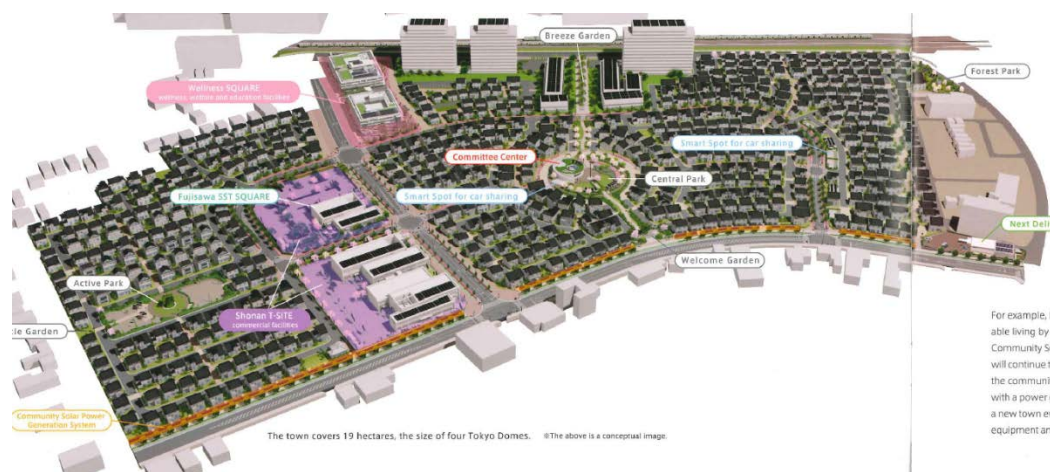 Breeze Garden
Forest Park
Wellness SQUARE
wellness, welfare and education facilities
Committee Center
Smart Spot for car sharing
Central Park
Smart Spot for car sharing
Fujisawa SST SQUARE
Next Deli
Welcome Garden
Active Park
Shonan T-SITE
commercial facilities
cle Garden
Community Solar Power
Generation System
The town covers 19 hectares, the size of four Tokyo Domes. ※The above is a conceptual image.
For example,
able living by
Community S
will continue t
the communi
with a power
a new town e
equipment an